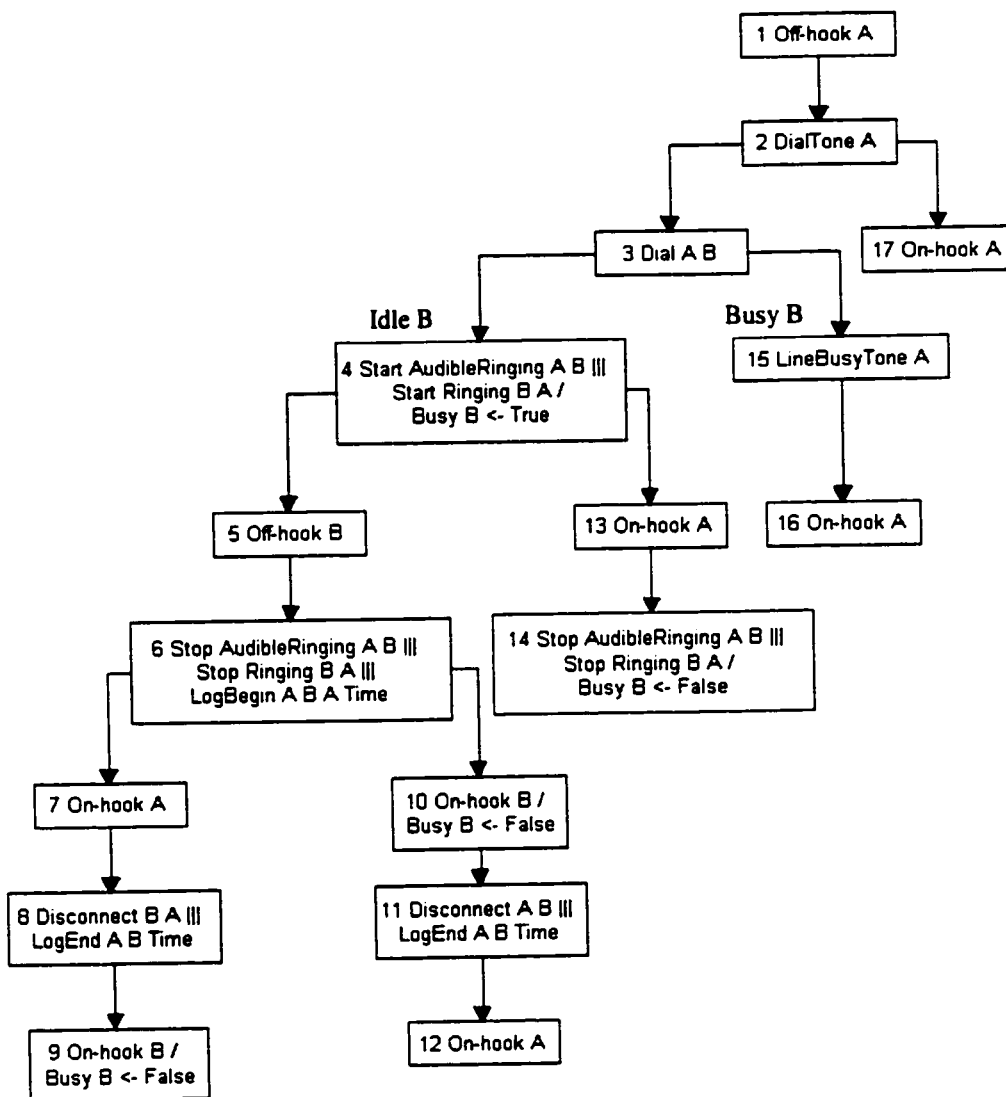 1 Off-hook A
2 DialTone A
3 Dial A B
17 On-hook A
Idle B
Busy B
4 Start AudibleRinging A B |||
Start Ringing B A /
Busy B <- True
15 LineBusyTone A
5 Off-hook B
13 On-hook A
16 On-hook A
6 Stop AudibleRinging A B |||
Stop Ringing B A |||
LogBegin A B A Time
14 Stop AudibleRinging A B |||
Stop Ringing B A /
Busy B <- False
7 On-hook A
10 On-hook B /
Busy B <- False
8 Disconnect B A |||
LogEnd A B Time
11 Disconnect A B |||
LogEnd A B Time
9 On-hook B /
Busy B <- False
12 On-hook A